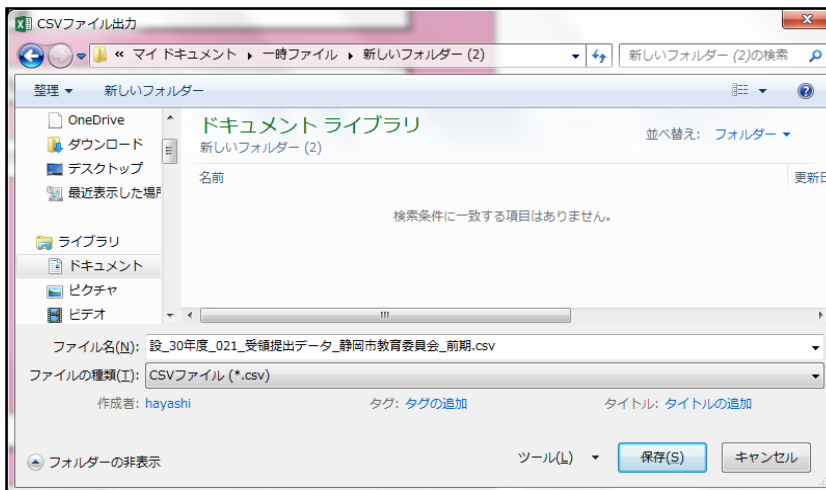 CSVファイル出力
« マイ ドキュメント ▸ 一時ファイル ▸ 新しいフォルダー (2)
新しいフォルダー (2)の検索
整理 ▼ 新しいフォルダー
OneDrive
ダウンロード
デスクトップ
最近表示した場所
ライブラリ
ドキュメント
ピクチャ
ビデオ
ドキュメント ライブラリ
新しいフォルダー (2)
並べ替え: フォルダー ▼
名前
更新日
検索条件に一致する項目はありません。
ファイル名(N): 設_30年度_021_受領提出データ_静岡市教育委員会_前期.csv
ファイルの種類(T): CSVファイル (*.csv)
作成者: hayashi タグ: タグの追加 タイトル: タイトルの追加
フォルダーの非表示
ツール(L) ▼ 保存(S) キャンセル